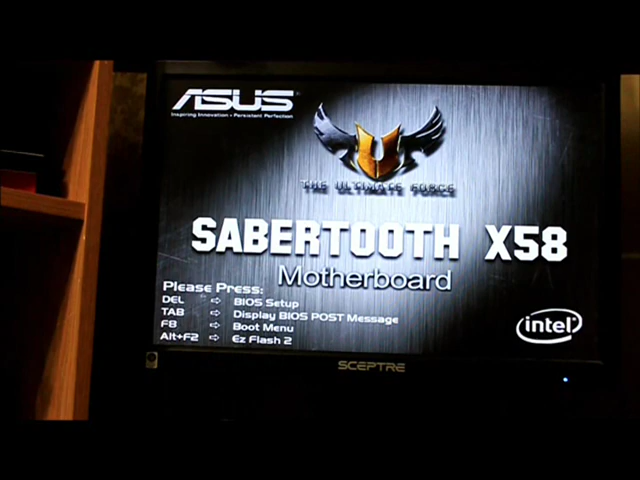 ASUS
Inspiring Innovation • Persistent Perfection
THE ULTIMATE FORCE
SABERTOOTH X58
Motherboard
Please Press:
DEL ⇨ BIOS Setup
TAB ⇨ Display BIOS POST Message
F8 ⇨ Boot Menu
Alt+F2 ⇨ Ez Flash 2
intel
SCEPTRE